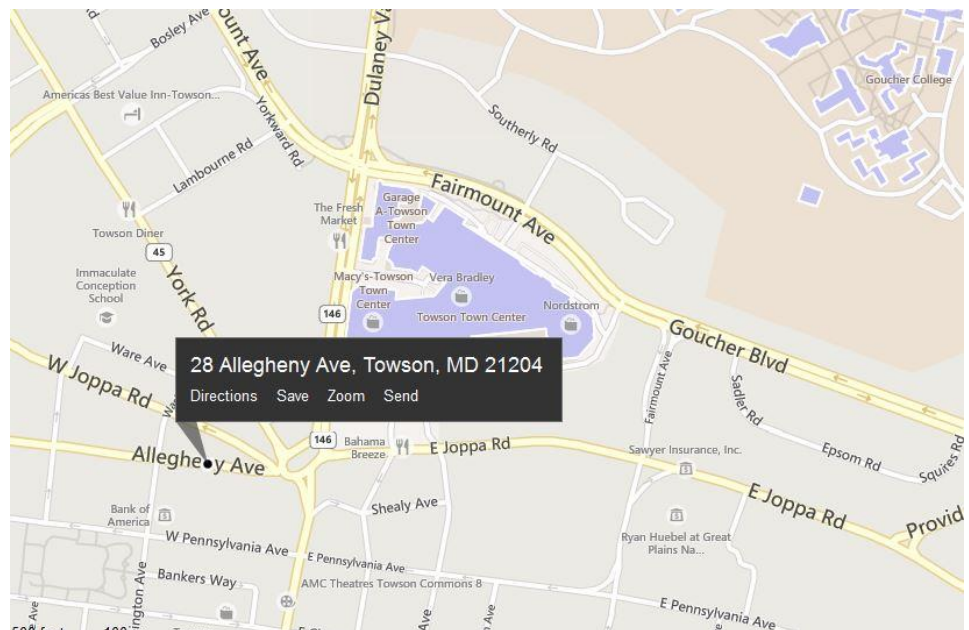 Bosley Ave
Americas Best Value Inn-Towson...
Yorkward Rd
Lambourne Rd
Dulaney Va
Goucher College
Southerly Rd
Fairmount Ave
Garage
A-Towson
Town
Center
The Fresh
Market
Towson Diner
45
York Rd
Immaculate
Conception
School
Macy's-Towson
Town
Center
Vera Bradley
Towson Town Center
Nordstrom
146
Goucher Blvd
Ware Ave
W Joppa Rd
28 Allegheny Ave, Towson, MD 21204
Directions Save Zoom Send
Fairmount Ave
Sadler Rd
Epsom Rd
Squires Rd
146
Bahama
Breeze
E Joppa Rd
Sawyer Insurance, Inc.
Allegheny Ave
Bank of
America
Shealy Ave
E Joppa Rd
Provid
Ryan Huebel at Great
Plains Na...
W Pennsylvania Ave
E Pennsylvania Ave
Bankers Way
AMC Theatres Towson Commons 8
E Pennsylvania
ington Ave